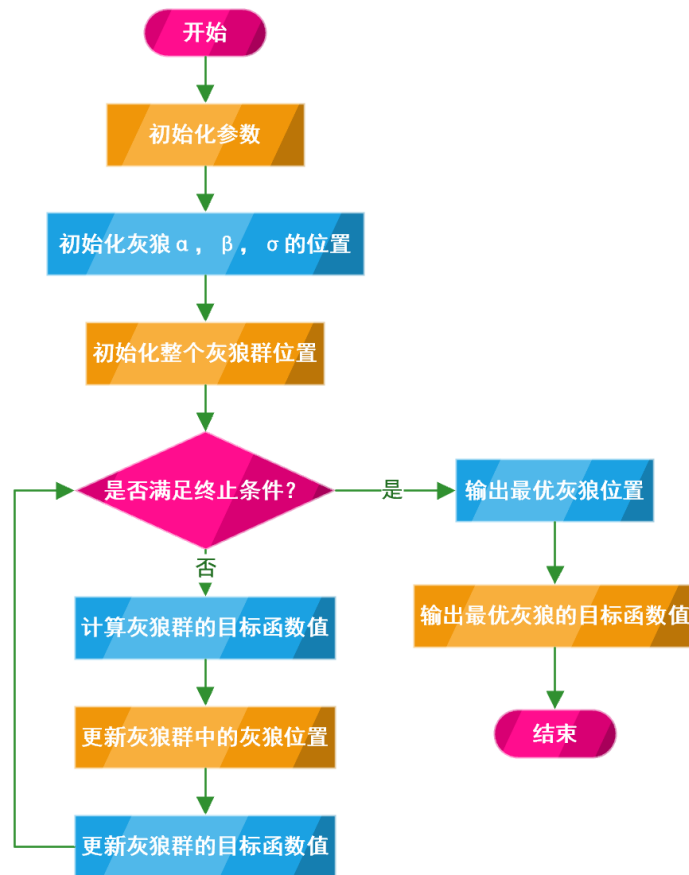 开始
初始化参数
初始化灰狼α，β，σ的位置
初始化整个灰狼群位置
是否满足终止条件？
是
输出最优灰狼位置
否
计算灰狼群的目标函数值
输出最优灰狼的目标函数值
更新灰狼群中的灰狼位置
结束
更新灰狼群的目标函数值